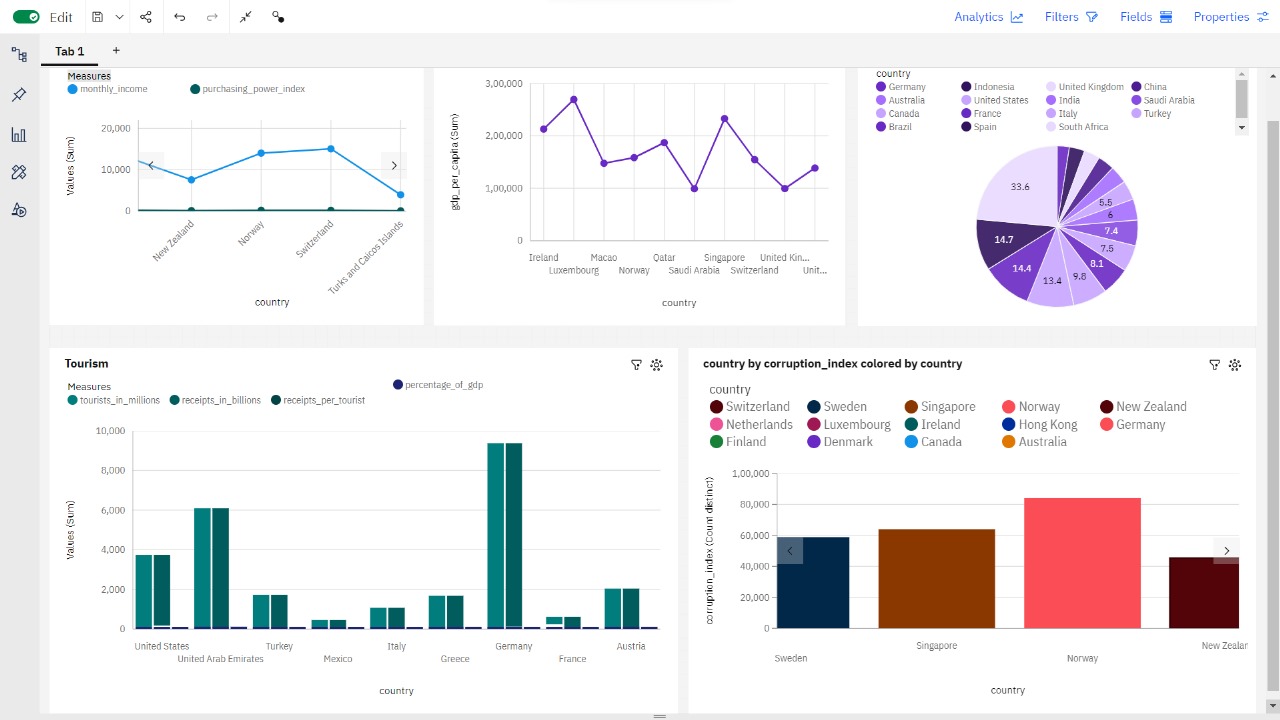 Edit
Analytics
Filters
Fields
Properties
Tab 1
+
Measures
monthly_income
purchasing_power_index
Values (Sum)
20,000
10,000
0
New Zealand
Norway
Switzerland
Turks and Caicos Islands
country
gdp_per_capita (Sum)
3,00,000
2,00,000
1,00,000
0
Ireland Macao Qatar Singapore United Kin...
Luxembourg Norway Saudi Arabia Switzerland Unit...
country
country
Germany Indonesia United Kingdom China
Australia United States India Saudi Arabia
Canada France Italy Turkey
Brazil Spain South Africa
33.6
5.5
6
7.4
7.5
8.1
9.8
13.4
14.4
14.7
Tourism
Measures
percentage_of_gdp
tourists_in_millions receipts_in_billions receipts_per_tourist
Values (Sum)
10,000
8,000
6,000
4,000
2,000
0
United States Turkey Italy Germany Austria
United Arab Emirates Mexico Greece France
country
country by corruption_index colored by country
country
Switzerland Sweden Singapore Norway New Zealand
Netherlands Luxembourg Ireland Hong Kong Germany
Finland Denmark Canada Australia
corruption_index (Count distinct)
1,00,000
80,000
60,000
40,000
20,000
0
Singapore New Zealar
Sweden Norway
country